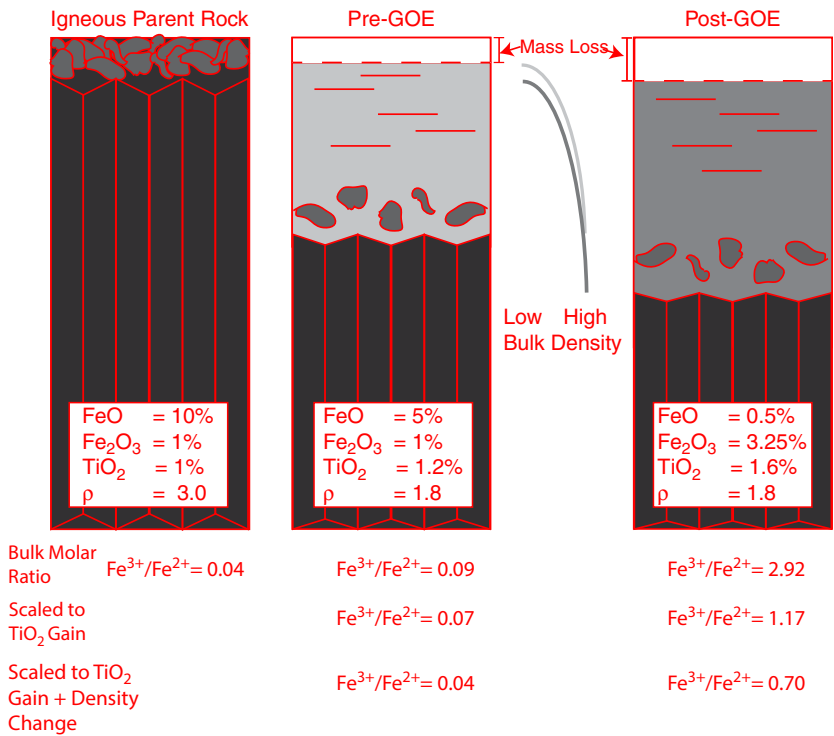 Igneous Parent Rock
Pre-GOE
Post-GOE
Mass Loss
Low High
Bulk Density
FeO = 10%
Fe₂O₃ = 1%
TiO₂ = 1%
ρ = 3.0
FeO = 5%
Fe₂O₃ = 1%
TiO₂ = 1.2%
ρ = 1.8
FeO = 0.5%
Fe₂O₃ = 3.25%
TiO₂ = 1.6%
ρ = 1.8
Bulk Molar
Ratio
Fe³⁺/Fe²⁺= 0.04
Fe³⁺/Fe²⁺= 0.09
Fe³⁺/Fe²⁺= 2.92
Scaled to
TiO₂ Gain
Fe³⁺/Fe²⁺= 0.07
Fe³⁺/Fe²⁺= 1.17
Scaled to TiO₂
Gain + Density
Change
Fe³⁺/Fe²⁺= 0.04
Fe³⁺/Fe²⁺= 0.70